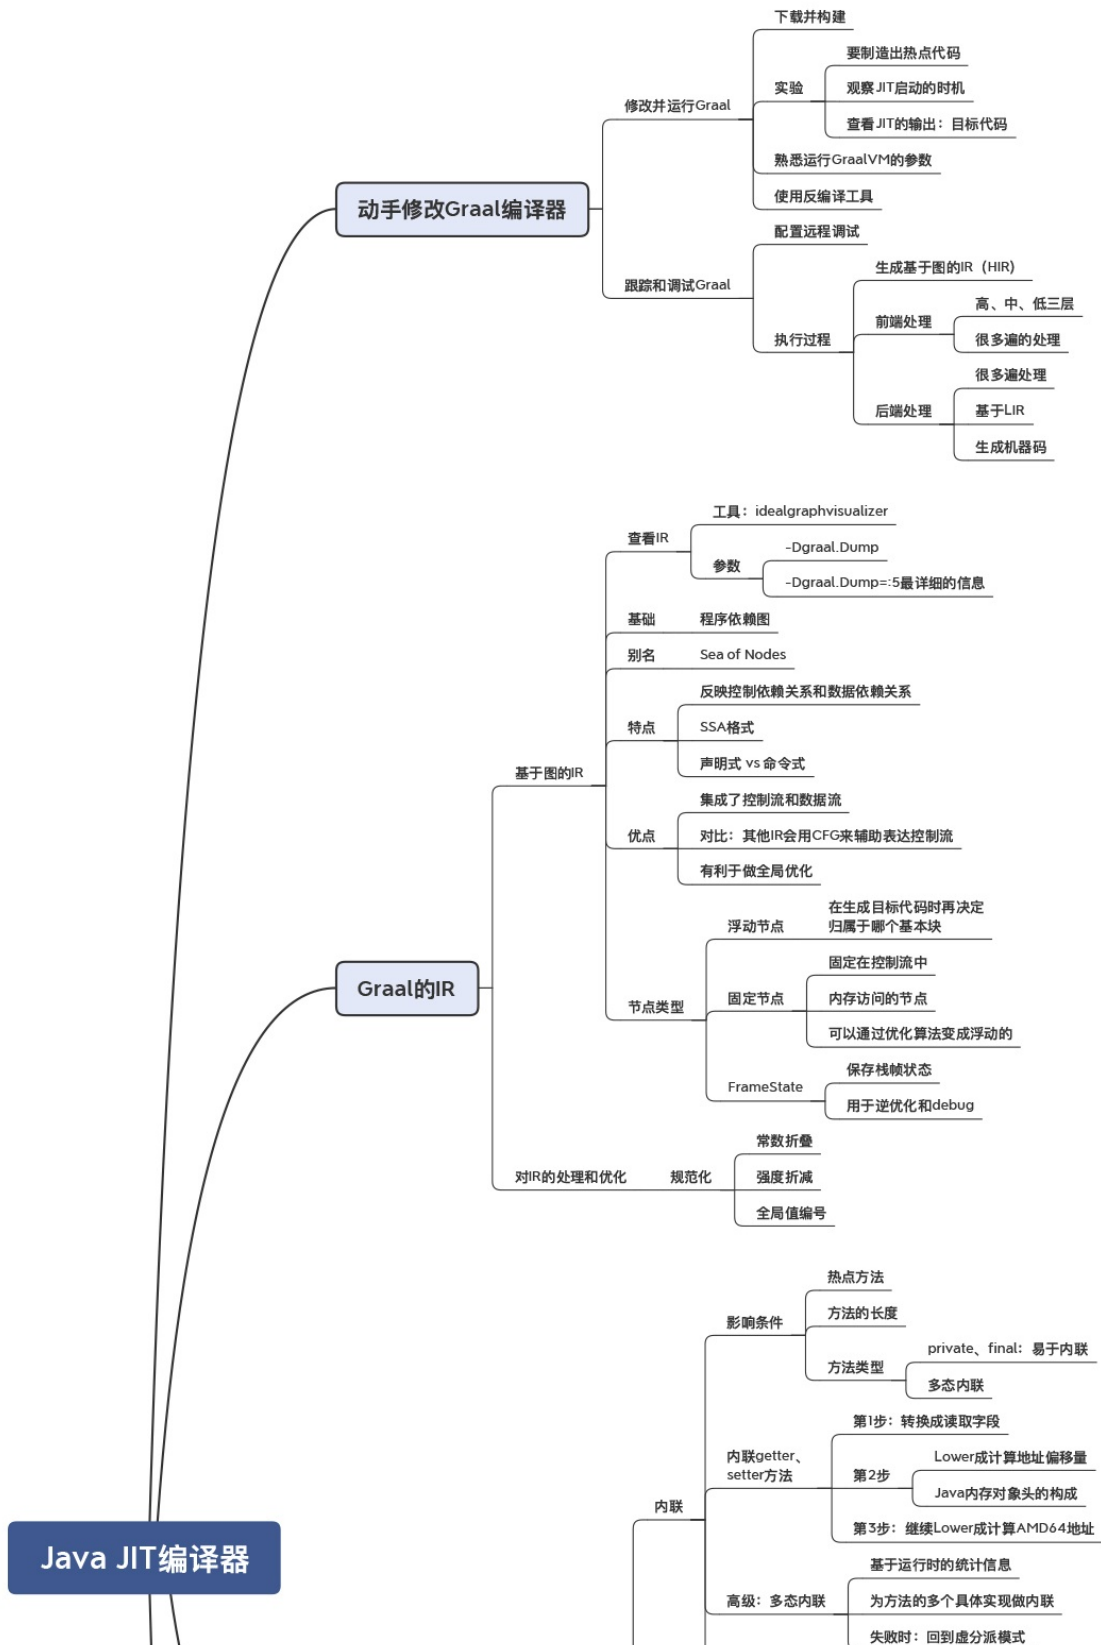 下载并构建
要制造出热点代码
实验
观察JIT启动的时机
修改并运行Graal
查看JIT的输出：目标代码
熟悉运行GraalVM的参数
使用反编译工具
动手修改Graal编译器
配置远程调试
生成基于图的IR（HIR）
跟踪和调试Graal
高、中、低三层
前端处理
执行过程
很多遍的处理
很多遍处理
后端处理
基于LIR
生成机器码
工具：idealgraphvisualizer
查看IR
-Dgraal.Dump
参数
-Dgraal.Dump=:5最详细的信息
基础
程序依赖图
别名
Sea of Nodes
反映控制依赖关系和数据依赖关系
特点
SSA格式
声明式 vs 命令式
基于图的IR
集成了控制流和数据流
优点
对比：其他IR会用CFG来辅助表达控制流
有利于做全局优化
在生成目标代码时再决定
浮动节点
归属于哪个基本块
固定在控制流中
Graal的IR
固定节点
内存访问的节点
节点类型
可以通过优化算法变成浮动的
保存栈帧状态
FrameState
用于逆优化和debug
常数折叠
对IR的处理和优化
规范化
强度折减
全局值编号
热点方法
影响条件
方法的长度
private、final：易于内联
方法类型
多态内联
第1步：转换成读取字段
内联getter、
setter方法
Lower成计算地址偏移量
第2步
Java内存对象头的构成
内联
第3步：继续Lower成计算AMD64地址
Java JIT编译器
基于运行时的统计信息
高级：多态内联
为方法的多个具体实现做内联
失败时：回到虚分派模式